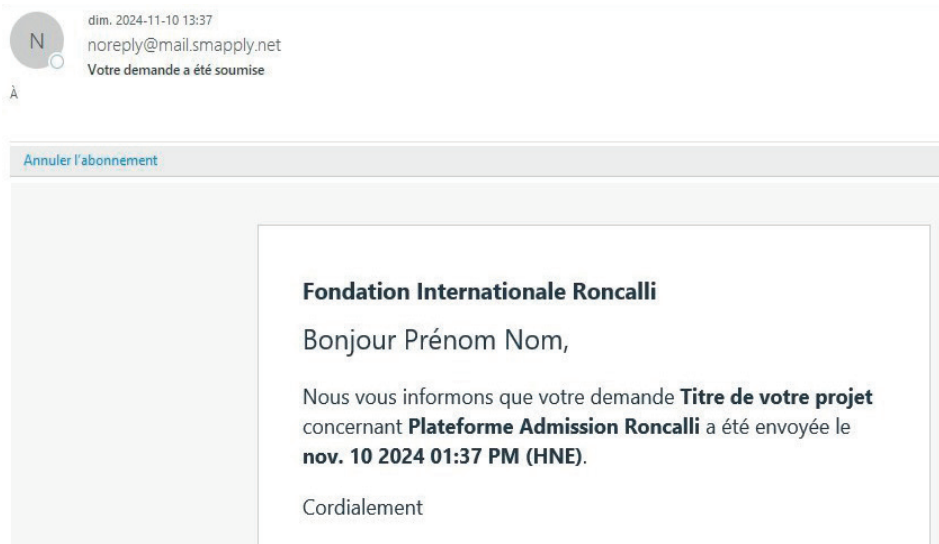 dim. 2024-11-10 13:37
N
noreply@mail.smapply.net
Votre demande a été soumise
À
Annuler l'abonnement
Fondation Internationale Roncalli
Bonjour Prénom Nom,
Nous vous informons que votre demande Titre de votre projet
concernant Plateforme Admission Roncalli a été envoyée le
nov. 10 2024 01:37 PM (HNE).
Cordialement